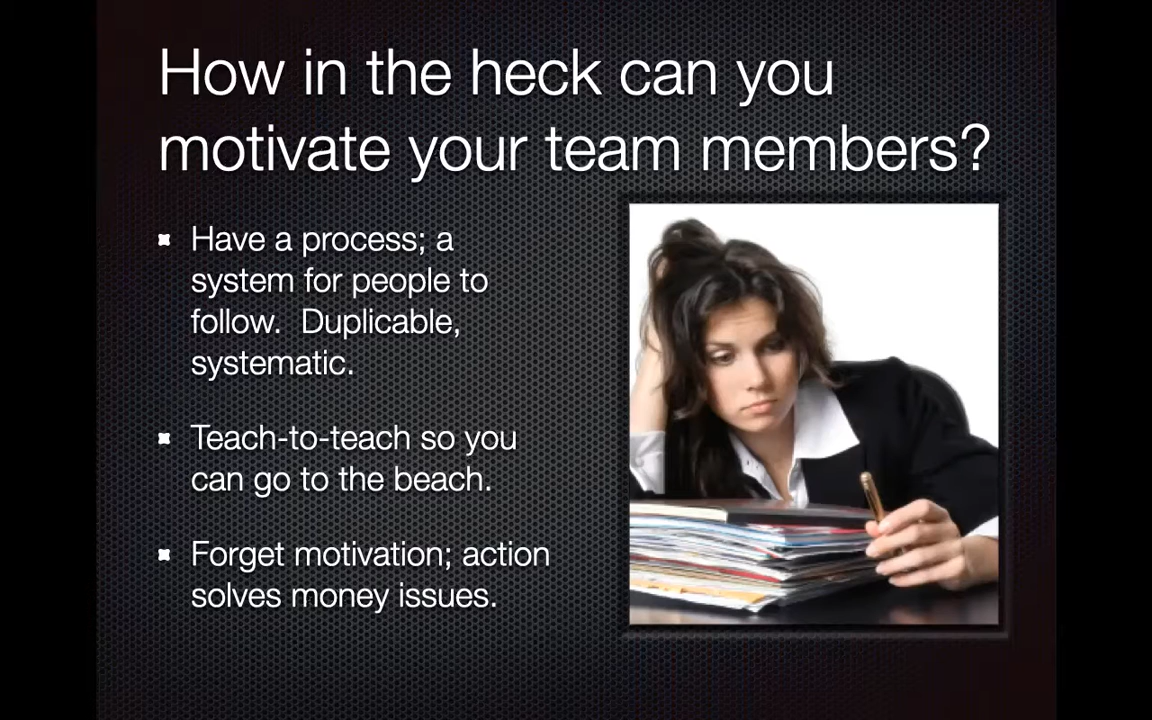 How in the heck can you
motivate your team members?
Have a process; a
system for people to
follow.  Duplicable,
systematic.
Teach-to-teach so you
can go to the beach.
Forget motivation; action
solves money issues.